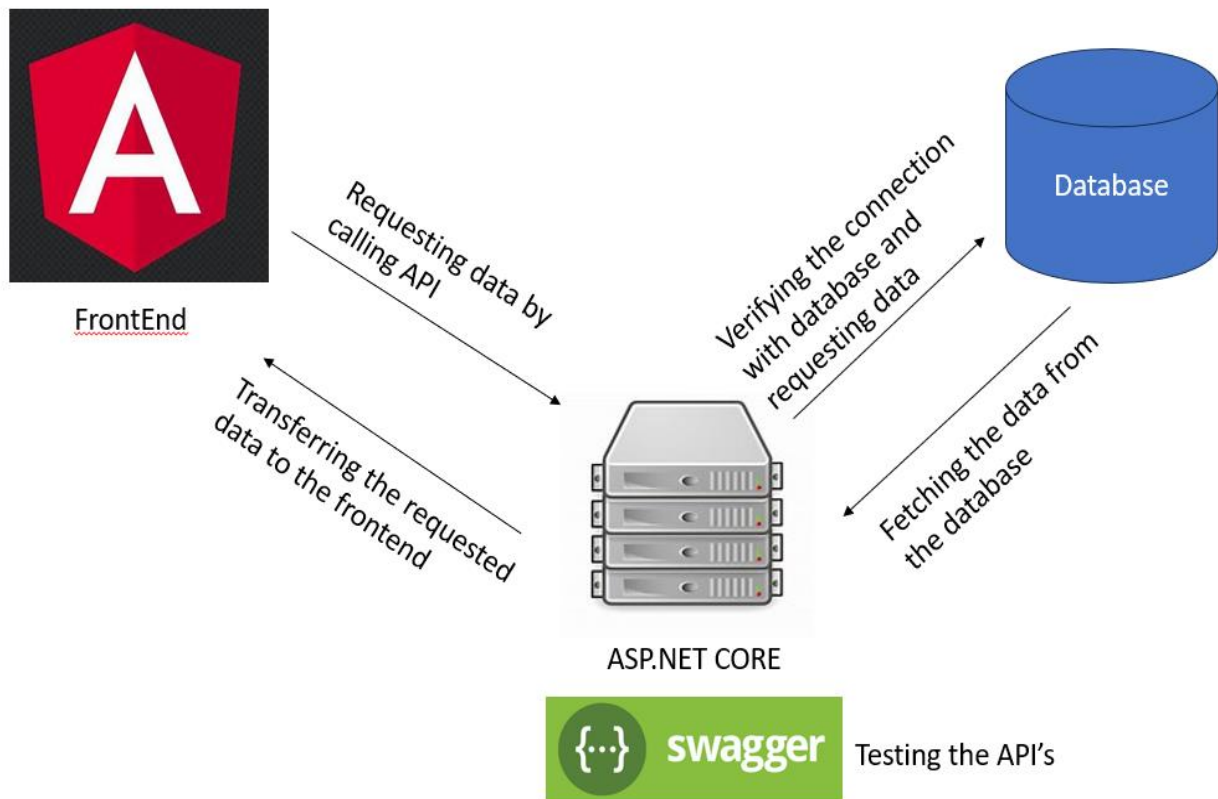 A
FrontEnd
Requesting data by
calling API
Transferring the requested
data to the frontend
Verifying the connection
with database and
requesting data
Database
Fetching the data from
the database
ASP.NET CORE
{···} swagger
Testing the API's